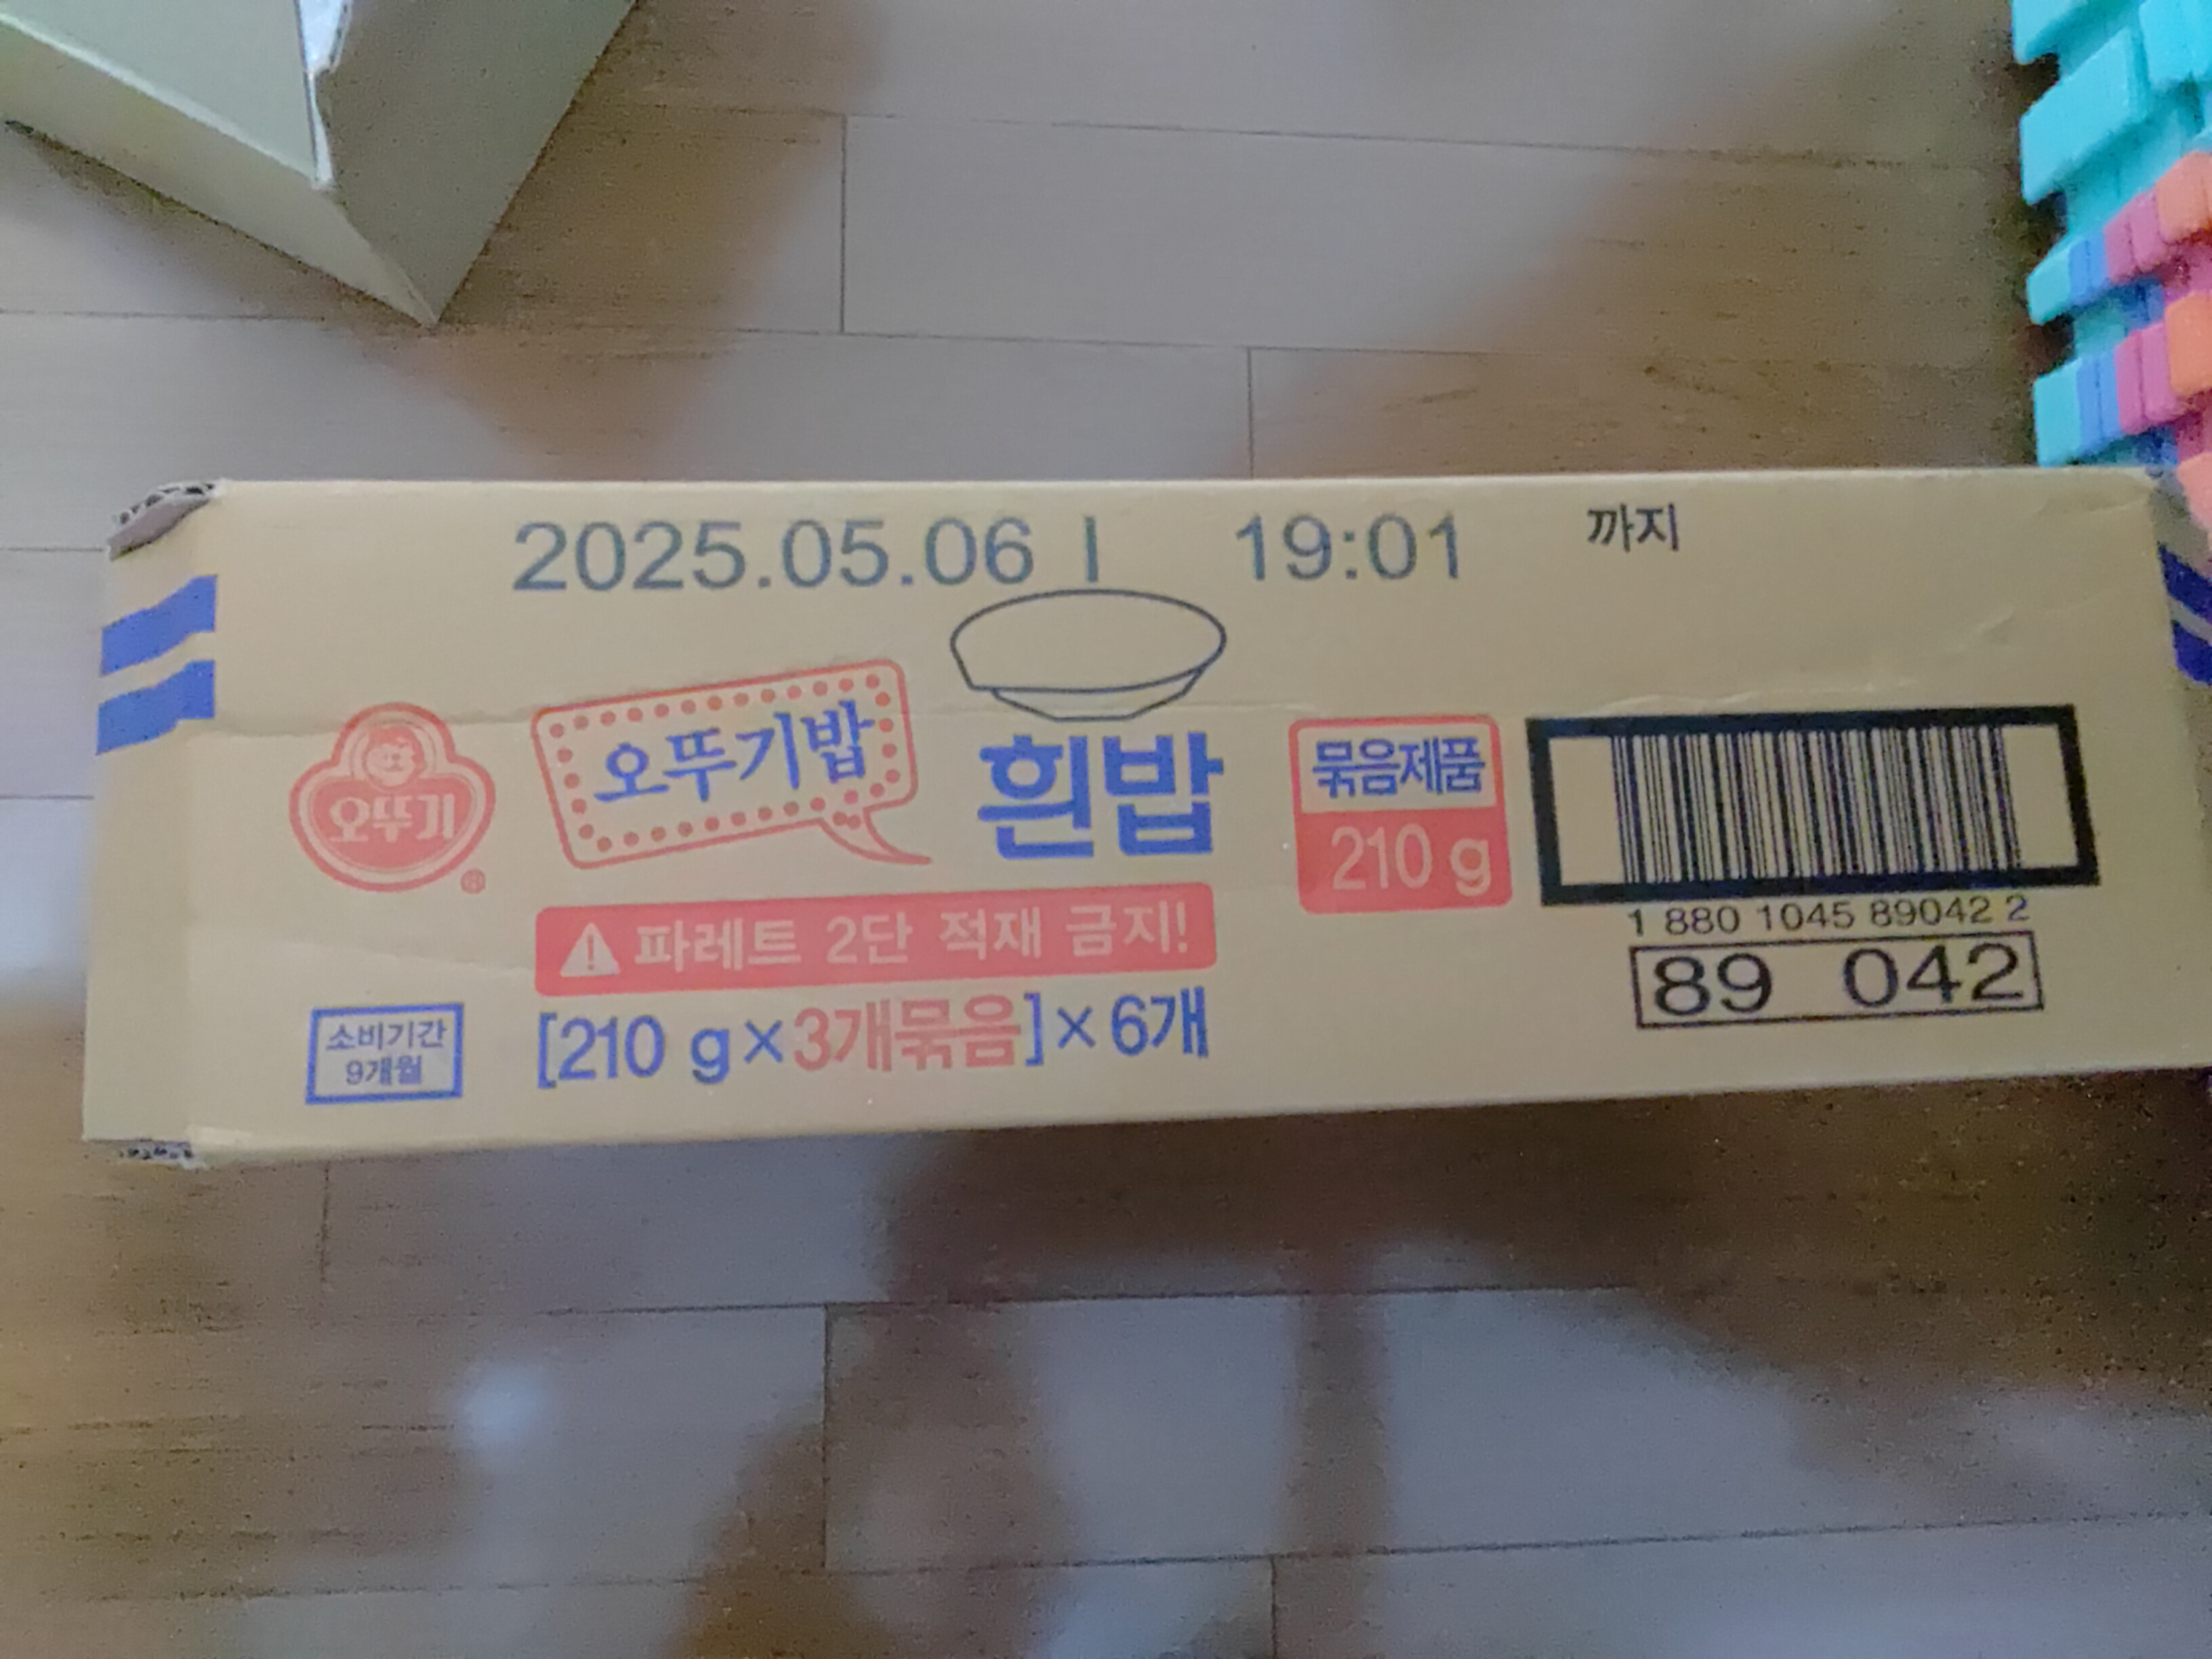 2025.05.06 I 19:01 까지
오뚜기
®
오뚜기밥
흰밥
묶음제품
210 g
1 880 1045 89042 2
89 042
파레트 2단 적재 금지!
소비기간
9개월
[210 g×3개묶음]×6개